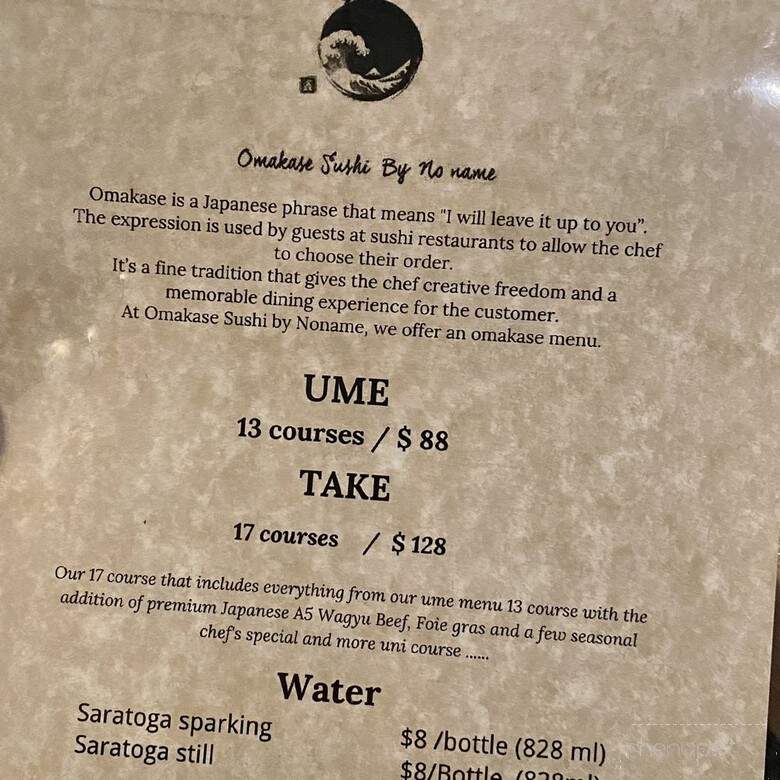 Omakase Sushi By No name
Omakase is a Japanese phrase that means "I will leave it up to you”.
The expression is used by guests at sushi restaurants to allow the chef
to choose their order.
It's a fine tradition that gives the chef creative freedom and a
memorable dining experience for the customer.
At Omakase Sushi by Noname, we offer an omakase menu.
UME
13 courses / $ 88
TAKE
17 courses / $ 128
Our 17 course that includes everything from our ume menu 13 course with the
addition of premium Japanese A5 Wagyu Beef, Foie gras and a few seasonal
chef's special and more uni course ......
Water
Saratoga sparking $8 /bottle (828 ml)
Saratoga still $8/Bottle (828ml)